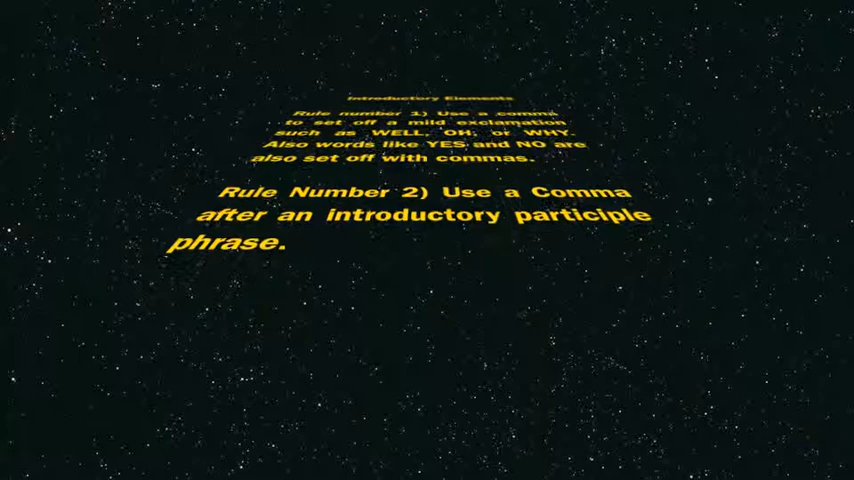 Introductory Elements
Rule number 1) Use a comma
to set off a mild exclamation
such as WELL, OH, or WHY.
Also words like YES and NO are
also set off with commas.
Rule Number 2) Use a Comma
after an introductory participle
phrase.